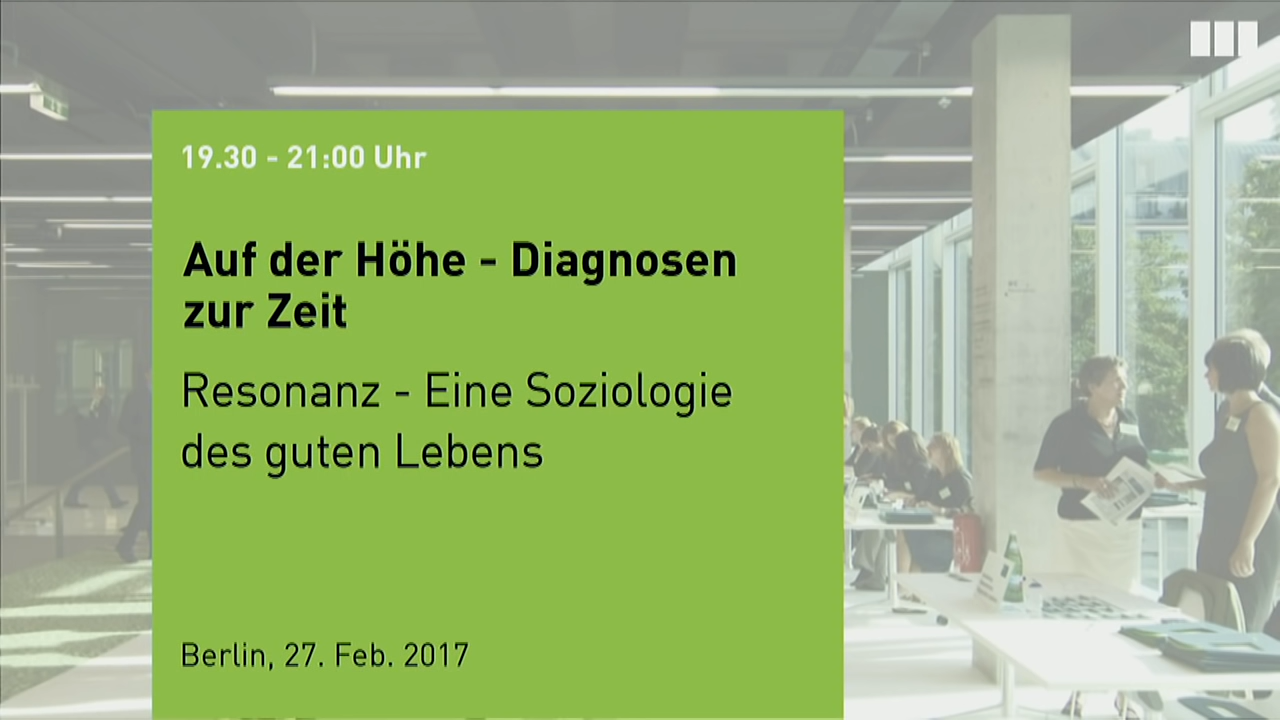 19.30 - 21:00 Uhr
Auf der Höhe - Diagnosen
zur Zeit
Resonanz - Eine Soziologie
des guten Lebens
Berlin, 27. Feb. 2017